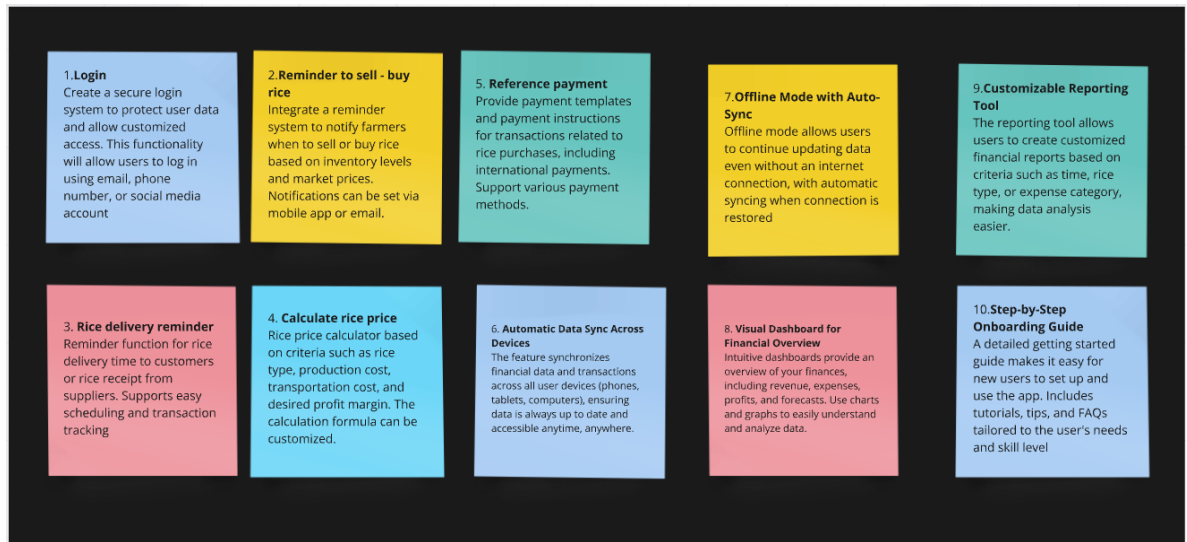 1.Login
Create a secure login
system to protect user data
and allow customized
access. This functionality
will allow users to log in
using email, phone
number, or social media
account
2.Reminder to sell - buy
rice
Integrate a reminder
system to notify farmers
when to sell or buy rice
based on inventory levels
and market prices.
Notifications can be set via
mobile app or email.
5. Reference payment
Provide payment templates
and payment instructions
for transactions related to
rice purchases, including
international payments.
Support various payment
methods.
7.Offline Mode with Auto-
Sync
Offline mode allows users
to continue updating data
even without an internet
connection, with automatic
syncing when connection is
restored
9.Customizable Reporting
Tool
The reporting tool allows
users to create customized
financial reports based on
criteria such as time, rice
type, or expense category,
making data analysis
easier.
3. Rice delivery reminder
Reminder function for rice
delivery time to customers
or rice receipt from
suppliers. Supports easy
scheduling and transaction
tracking
4. Calculate rice price
Rice price calculator based
on criteria such as rice
type, production cost,
transportation cost, and
desired profit margin. The
calculation formula can be
customized.
6. Automatic Data Sync Across
Devices
The feature synchronizes
financial data and transactions
across all user devices (phones,
tablets, computers), ensuring
data is always up to date and
accessible anytime, anywhere.
8. Visual Dashboard for
Financial Overview
Intuitive dashboards provide an
overview of your finances,
including revenue, expenses,
profits, and forecasts. Use charts
and graphs to easily understand
and analyze data.
10.Step-by-Step
Onboarding Guide
A detailed getting started
guide makes it easy for
new users to set up and
use the app. Includes
tutorials, tips, and FAQs
tailored to the user's needs
and skill level